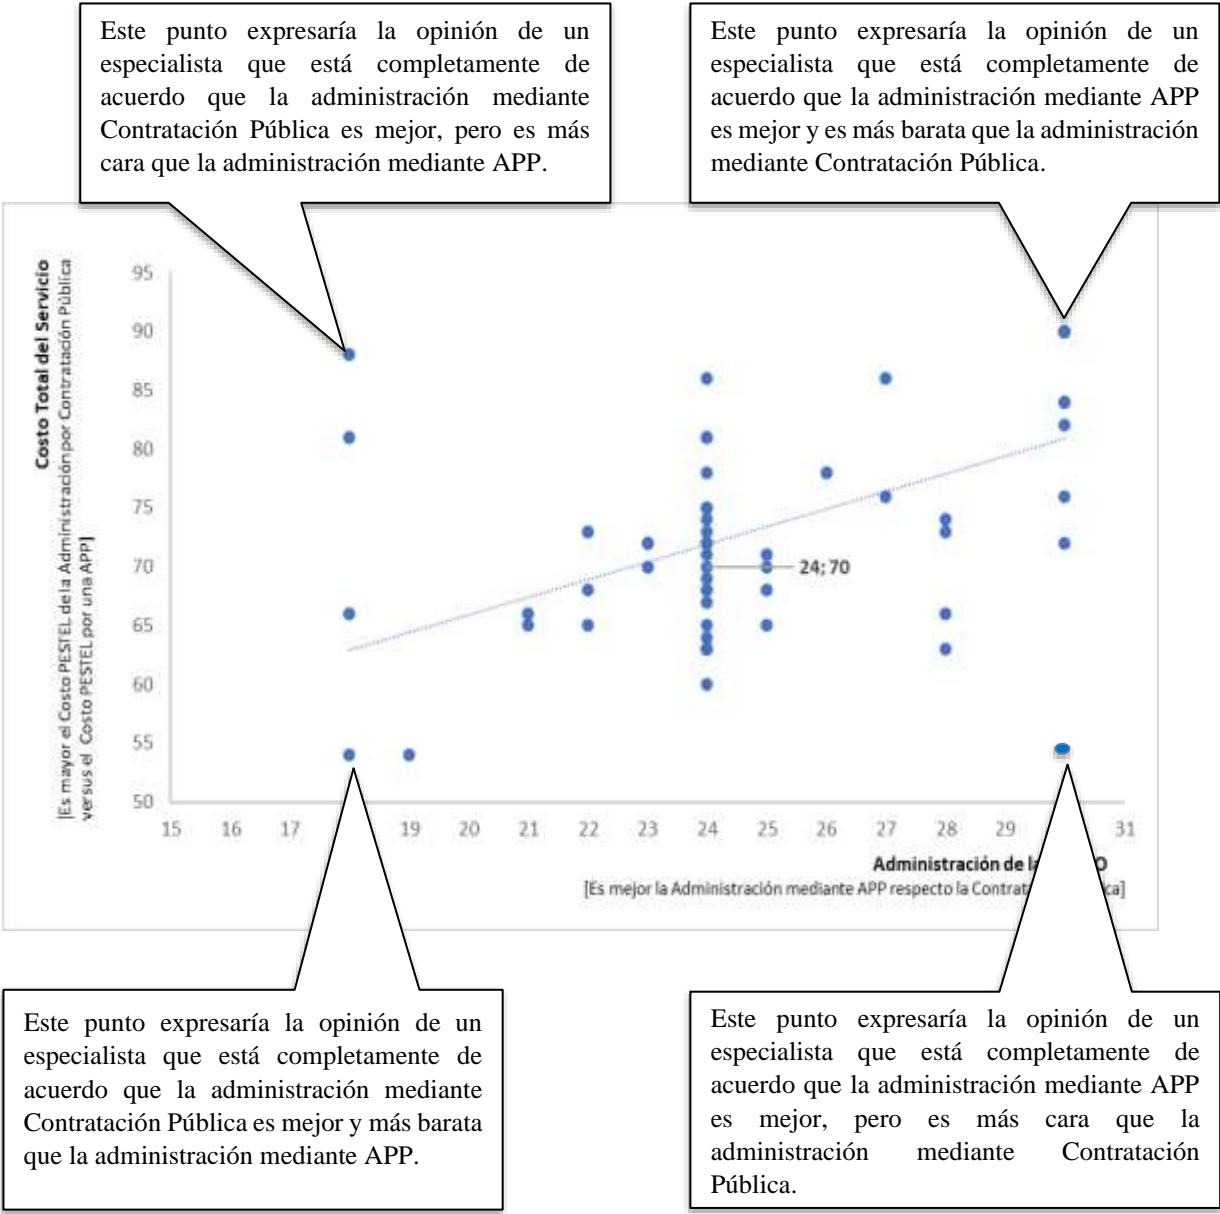 Este punto expresaría la opinión de un
especialista que está completamente de
acuerdo que la administración mediante
Contratación Pública es mejor, pero es más
cara que la administración mediante APP.
Este punto expresaría la opinión de un
especialista que está completamente de
acuerdo que la administración mediante APP
es mejor y es más barata que la administración
mediante Contratación Pública.
Costo Total del Servicio
[Es mayor el Costo PESTEL de la Administración por Contratación Pública
versus el Costo PESTEL por una APP]
95
90
85
80
75
70
65
60
55
50
24; 70
15 16 17 19 20 21 22 23 24 25 26 27 28 29 31
Administración de la O
[Es mejor la Administración mediante APP respecto la Contrat ca]
Este punto expresaría la opinión de un
especialista que está completamente de
acuerdo que la administración mediante
Contratación Pública es mejor y más barata
que la administración mediante APP.
Este punto expresaría la opinión de un
especialista que está completamente de
acuerdo que la administración mediante APP
es mejor, pero es más cara que la
administración mediante Contratación
Pública.